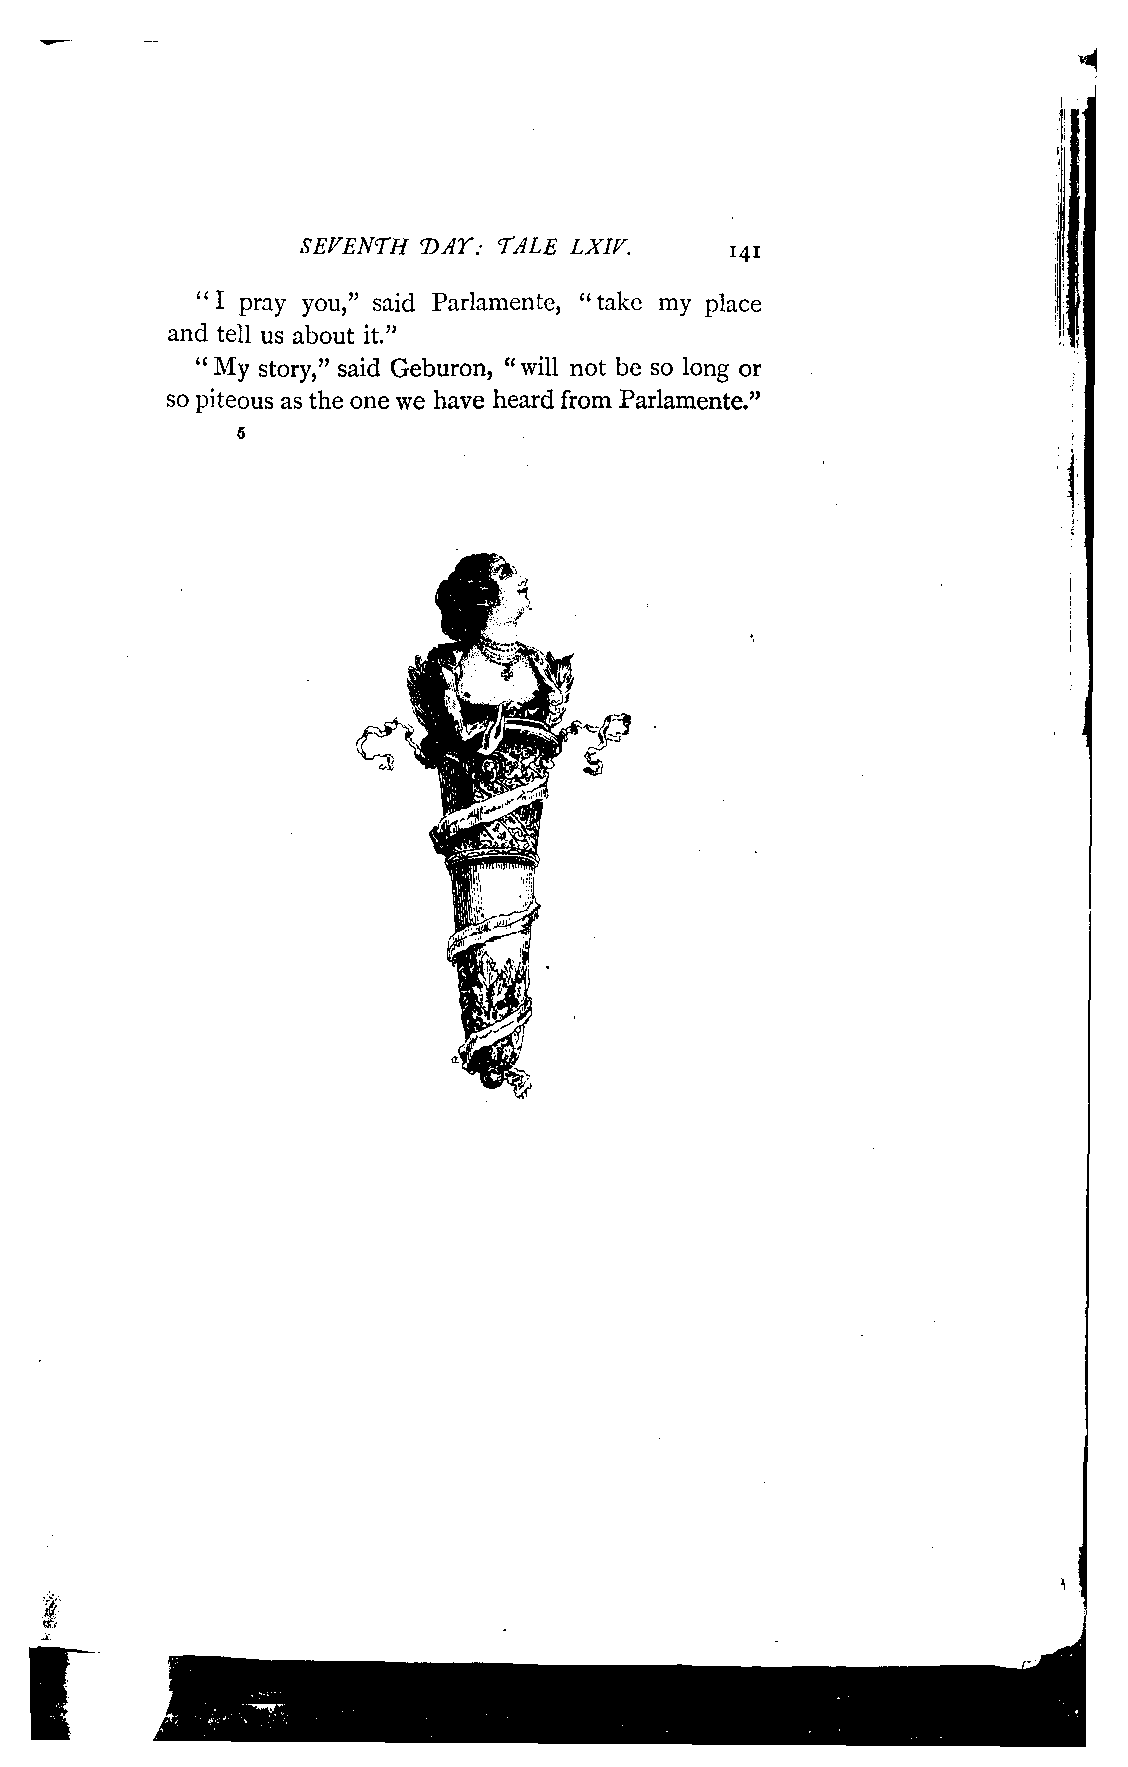 SEVENTH DAY: TALE LXIV. 141
“I pray you,” said Parlamente, “take my place
and tell us about it.”
“My story,” said Geburon, “will not be so long or
so piteous as the one we have heard from Parlamente.”
5